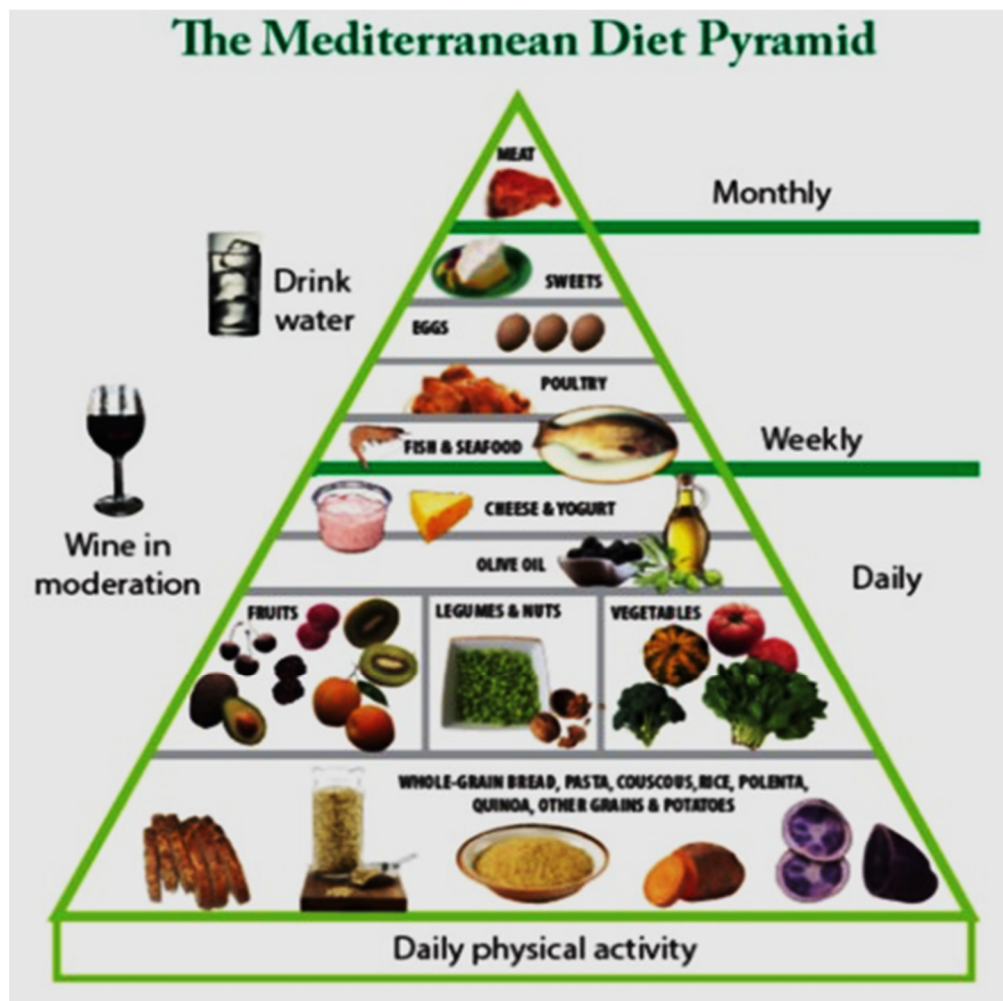 The Mediterranean Diet Pyramid
MEAT
Monthly
SWEETS
Drink
water
EGGS
POULTRY
FISH & SEAFOOD
Weekly
CHEESE & YOGURT
Wine in
moderation
OLIVE OIL
Daily
FRUITS
LEGUMES & NUTS
VEGETABLES
WHOLE-GRAIN BREAD, PASTA, COUSCOUS, RICE, POLENTA,
QUINOA, OTHER GRAINS & POTATOES
Daily physical activity